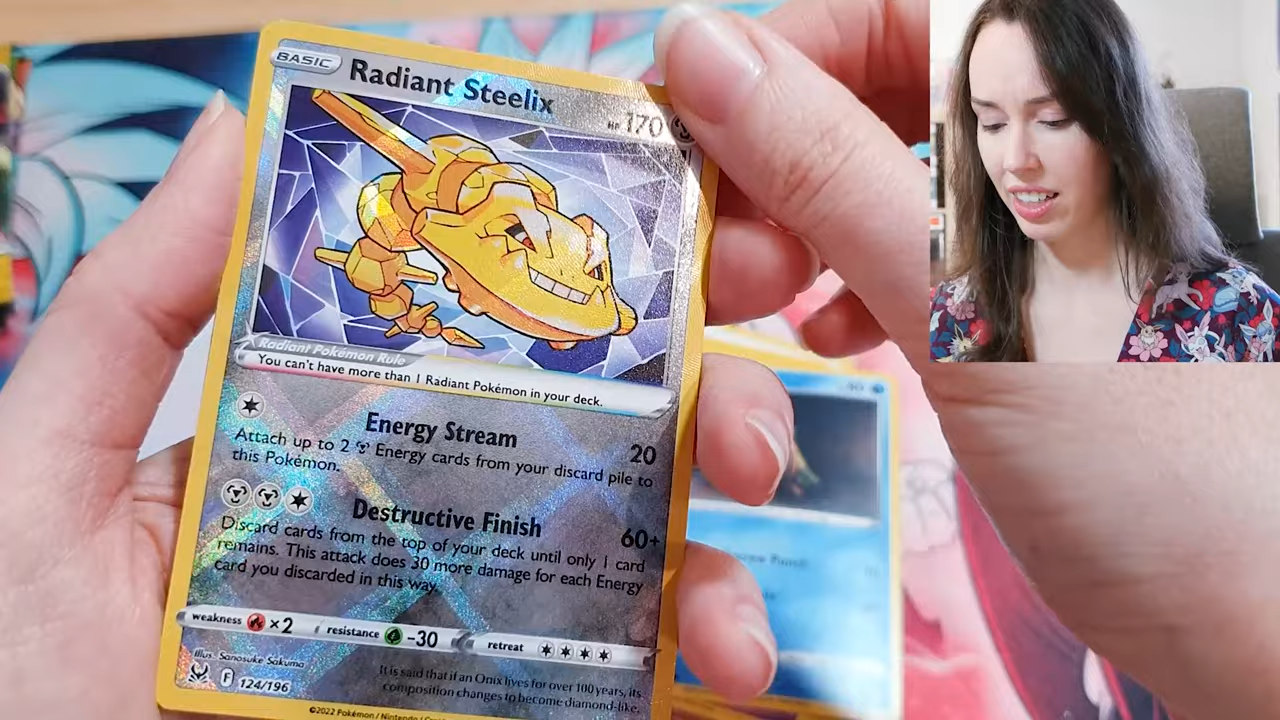 BASIC Radiant Steelix HP 170
Radiant Pokémon Rule
You can't have more than 1 Radiant Pokémon in your deck.
Energy Stream 20
Attach up to 2 Energy cards from your discard pile to
this Pokémon.
Destructive Finish 60+
Discard cards from the top of your deck until only 1 card
remains. This attack does 30 more damage for each Energy
card you discarded in this way.
weakness ×2 resistance -30 retreat
Illus. Sanosuke Sakuma
F 124/196
It is said that if an Onix lives for over 100 years, its
composition changes to become diamond-like.
©2022 Pokémon / Nintendo /